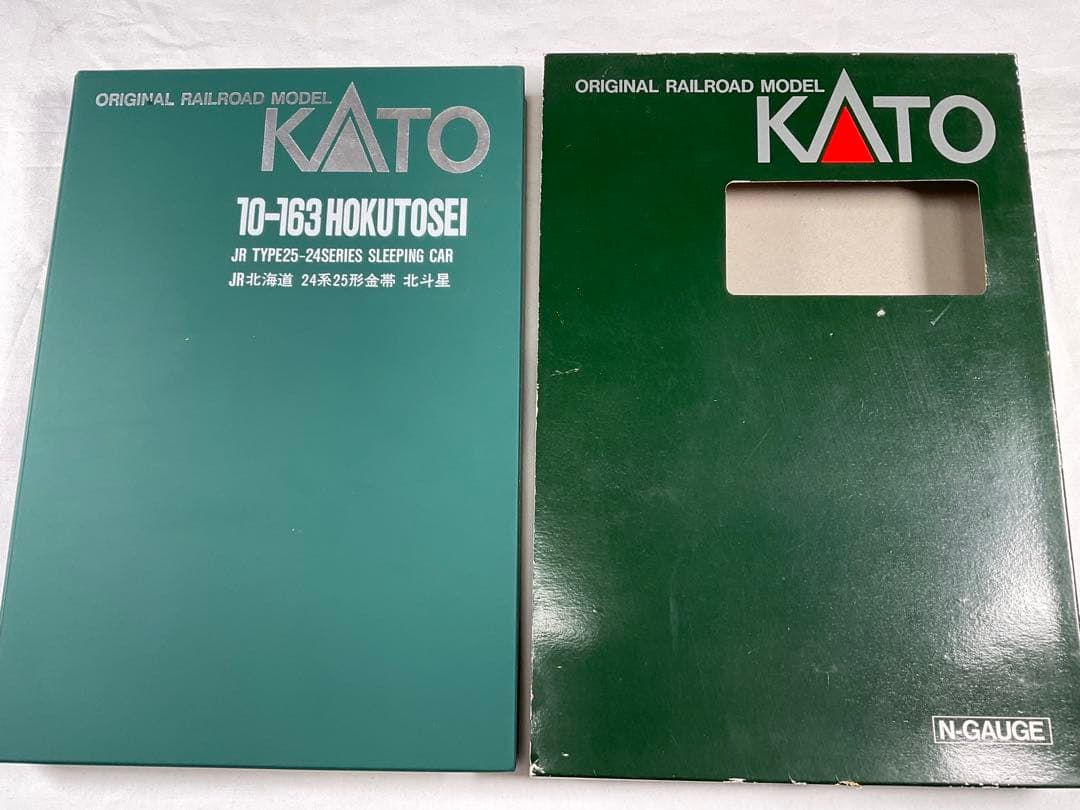 ORIGINAL RAILROAD MODEL
KATO
10-163 HOKUTOSEI
JR TYPE25-24SERIES SLEEPING CAR
JR北海道 24系25形金帯 北斗星
ORIGINAL RAILROAD MODEL
KATO
N-GAUGE